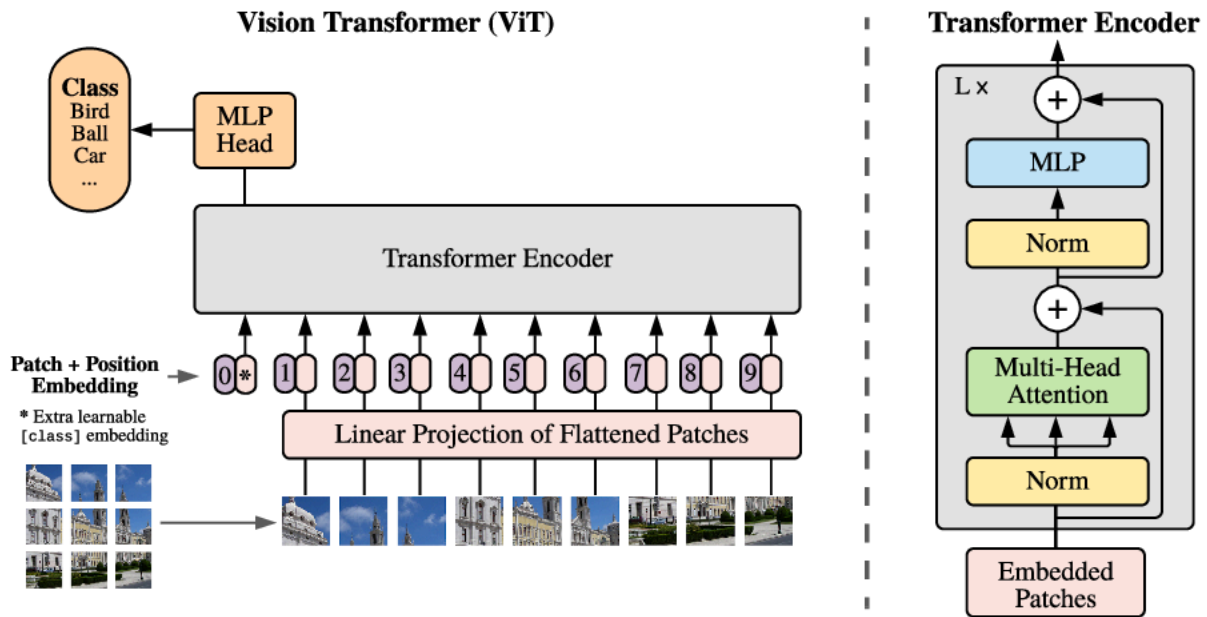 Vision Transformer (ViT)
Class
Bird
Ball
Car
...
MLP
Head
Transformer Encoder
Patch + Position
Embedding
0 * 1 2 3 4 5 6 7 8 9
* Extra learnable
[class] embedding
Linear Projection of Flattened Patches
Transformer Encoder
L x
+
MLP
Norm
+
Multi-Head
Attention
Norm
Embedded
Patches